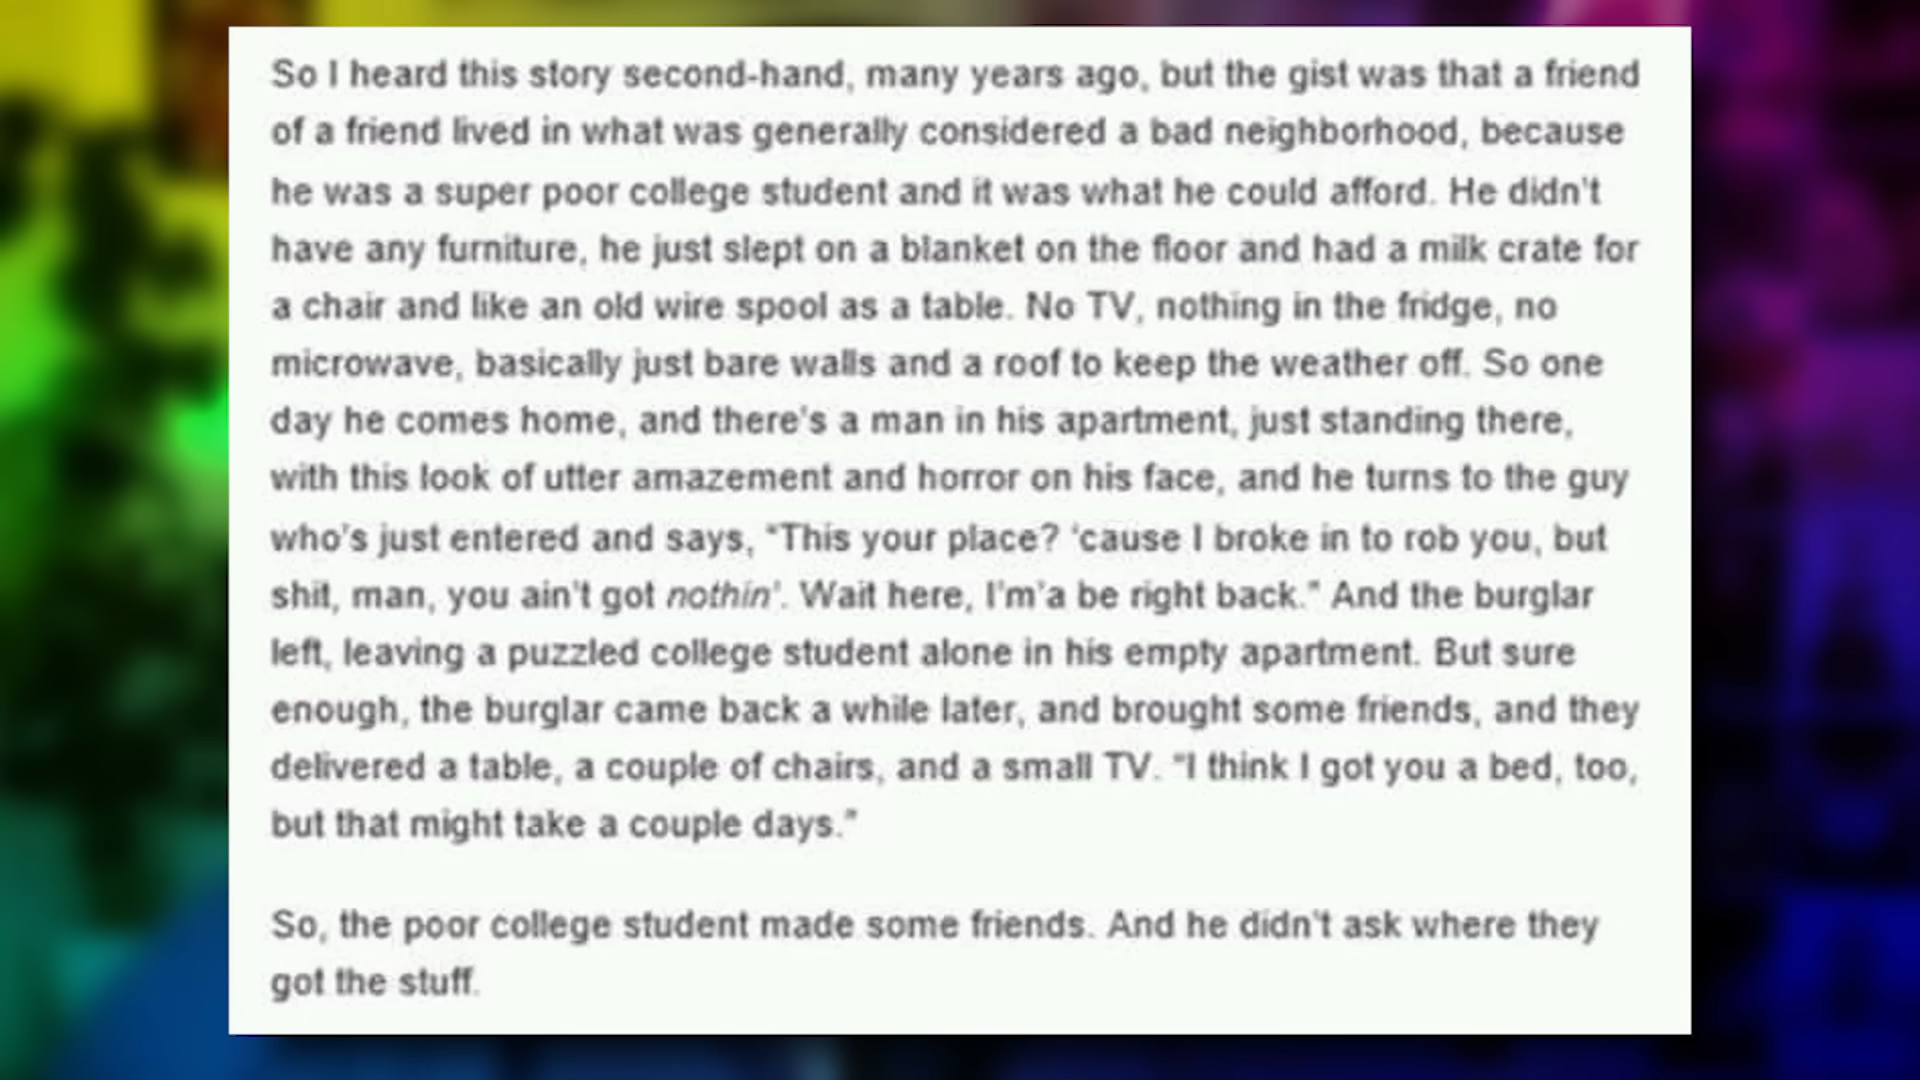 So I heard this story second-hand, many years ago, but the gist was that a friend
of a friend lived in what was generally considered a bad neighborhood, because
he was a super poor college student and it was what he could afford. He didn't
have any furniture, he just slept on a blanket on the floor and had a milk crate for
a chair and like an old wire spool as a table. No TV, nothing in the fridge, no
microwave, basically just bare walls and a roof to keep the weather off. So one
day he comes home, and there's a man in his apartment, just standing there,
with this look of utter amazement and horror on his face, and he turns to the guy
who's just entered and says, “This your place? ‘cause I broke in to rob you, but
shit, man, you ain't got nothin'. Wait here, I'm'a be right back.” And the burglar
left, leaving a puzzled college student alone in his empty apartment. But sure
enough, the burglar came back a while later, and brought some friends, and they
delivered a table, a couple of chairs, and a small TV. “I think I got you a bed, too,
but that might take a couple days.”
So, the poor college student made some friends. And he didn't ask where they
got the stuff.